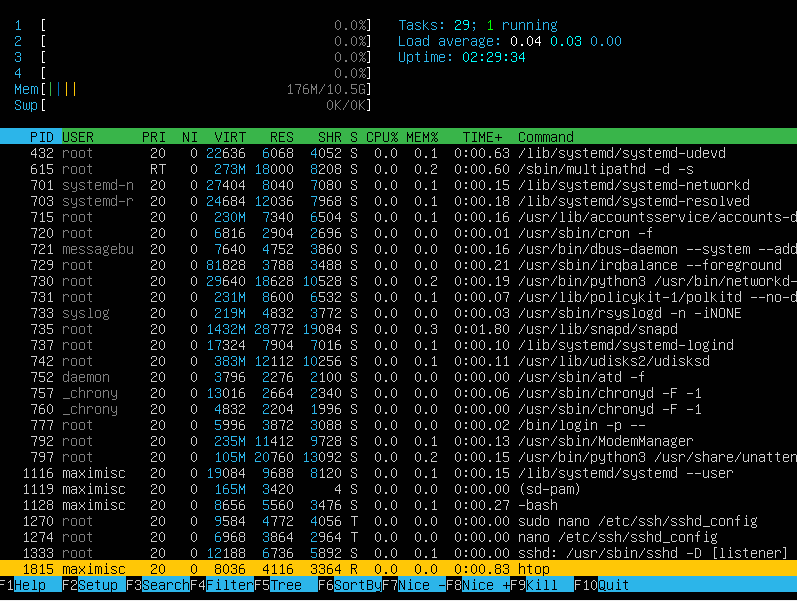 1 [ 0.0%] Tasks: 29; 1 running
2 [ 0.0%] Load average: 0.04 0.03 0.00
3 [ 0.0%] Uptime: 02:29:34
4 [ 0.0%]
Mem[|||| 176M/10.5G]
Swp[ 0K/0K]
PID USER PRI NI VIRT RES SHR S CPU% MEM% TIME+ Command
432 root 20 0 22636 6068 4052 S 0.0 0.1 0:00.63 /lib/systemd/systemd-udevd
615 root RT 0 273M 18000 8208 S 0.0 0.2 0:00.60 /sbin/multipathd -d -s
701 systemd-n 20 0 27404 8040 7080 S 0.0 0.1 0:00.15 /lib/systemd/systemd-networkd
703 systemd-r 20 0 24684 12036 7968 S 0.0 0.1 0:00.18 /lib/systemd/systemd-resolved
715 root 20 0 230M 7340 6504 S 0.0 0.1 0:00.16 /usr/lib/accountsservice/accounts-d
720 root 20 0 6816 2904 2696 S 0.0 0.0 0:00.01 /usr/sbin/cron -f
721 messagebu 20 0 7640 4752 3860 S 0.0 0.0 0:00.16 /usr/bin/dbus-daemon --system --add
729 root 20 0 81828 3788 3488 S 0.0 0.0 0:00.21 /usr/sbin/irqbalance --foreground
730 root 20 0 29640 18628 10528 S 0.0 0.2 0:00.19 /usr/bin/python3 /usr/bin/networkd-
731 root 20 0 231M 8600 6532 S 0.0 0.1 0:00.07 /usr/lib/policykit-1/polkitd --no-d
733 syslog 20 0 219M 4832 3772 S 0.0 0.0 0:00.03 /usr/sbin/rsyslogd -n -iNONE
735 root 20 0 1432M 28772 19084 S 0.0 0.3 0:01.80 /usr/lib/snapd/snapd
737 root 20 0 17324 7904 7016 S 0.0 0.1 0:00.10 /lib/systemd/systemd-logind
742 root 20 0 383M 12112 10256 S 0.0 0.1 0:00.11 /usr/lib/udisks2/udisksd
752 daemon 20 0 3796 2276 2100 S 0.0 0.0 0:00.00 /usr/sbin/atd -f
757 _chrony 20 0 13016 2664 2340 S 0.0 0.0 0:00.06 /usr/sbin/chronyd -F -1
760 _chrony 20 0 4832 2204 1996 S 0.0 0.0 0:00.00 /usr/sbin/chronyd -F -1
777 root 20 0 5996 3872 3088 S 0.0 0.0 0:00.02 /bin/login -p --
792 root 20 0 235M 11412 9728 S 0.0 0.1 0:00.13 /usr/sbin/ModemManager
797 root 20 0 105M 20760 13092 S 0.0 0.2 0:00.15 /usr/bin/python3 /usr/share/unatten
1116 maximisc 20 0 19084 9688 8120 S 0.0 0.1 0:00.15 /lib/systemd/systemd --user
1119 maximisc 20 0 165M 3420 4 S 0.0 0.0 0:00.00 (sd-pam)
1128 maximisc 20 0 8656 5560 3476 S 0.0 0.1 0:00.27 -bash
1270 root 20 0 9584 4772 4056 T 0.0 0.0 0:00.00 sudo nano /etc/ssh/sshd_config
1274 root 20 0 6968 3864 2964 T 0.0 0.0 0:00.00 nano /etc/ssh/sshd_config
1333 root 20 0 12188 6736 5892 S 0.0 0.1 0:00.00 sshd: /usr/sbin/sshd -D [listener]
1815 maximisc 20 0 8036 4116 3364 R 0.0 0.0 0:00.83 htop
F1Help F2Setup F3SearchF4FilterF5Tree F6SortByF7Nice -F8Nice +F9Kill F10Quit